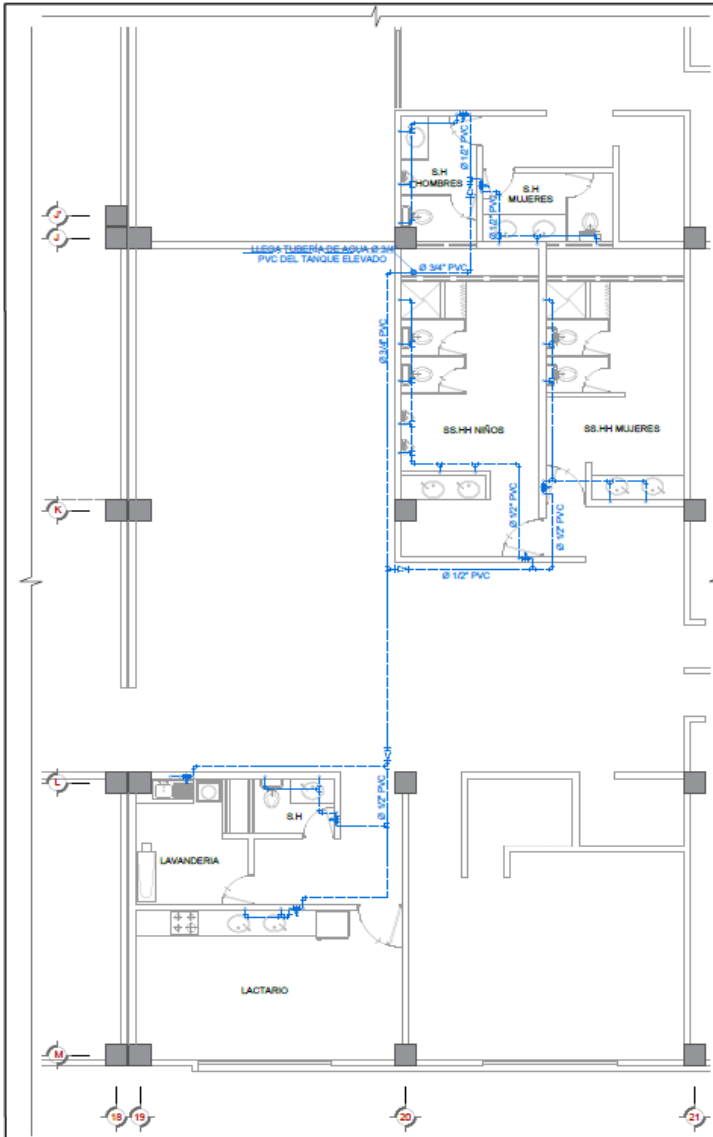 Ø 1/2" PVC
S.H
HOMBRES
S.H
MUJERES
Ø 1/2" PVC
J'
J
LLEGA TUBERÍA DE AGUA Ø 3/4"
PVC DEL TANQUE ELEVADO
Ø 3/4" PVC
Ø 3/4" PVC
SS.HH NIÑOS
SS.HH MUJERES
K
Ø 1/2" PVC
Ø 1/2" PVC
Ø 1/2" PVC
L
Ø 1/2" PVC
S.H
LAVANDERIA
LACTARIO
M
18
19
20
21